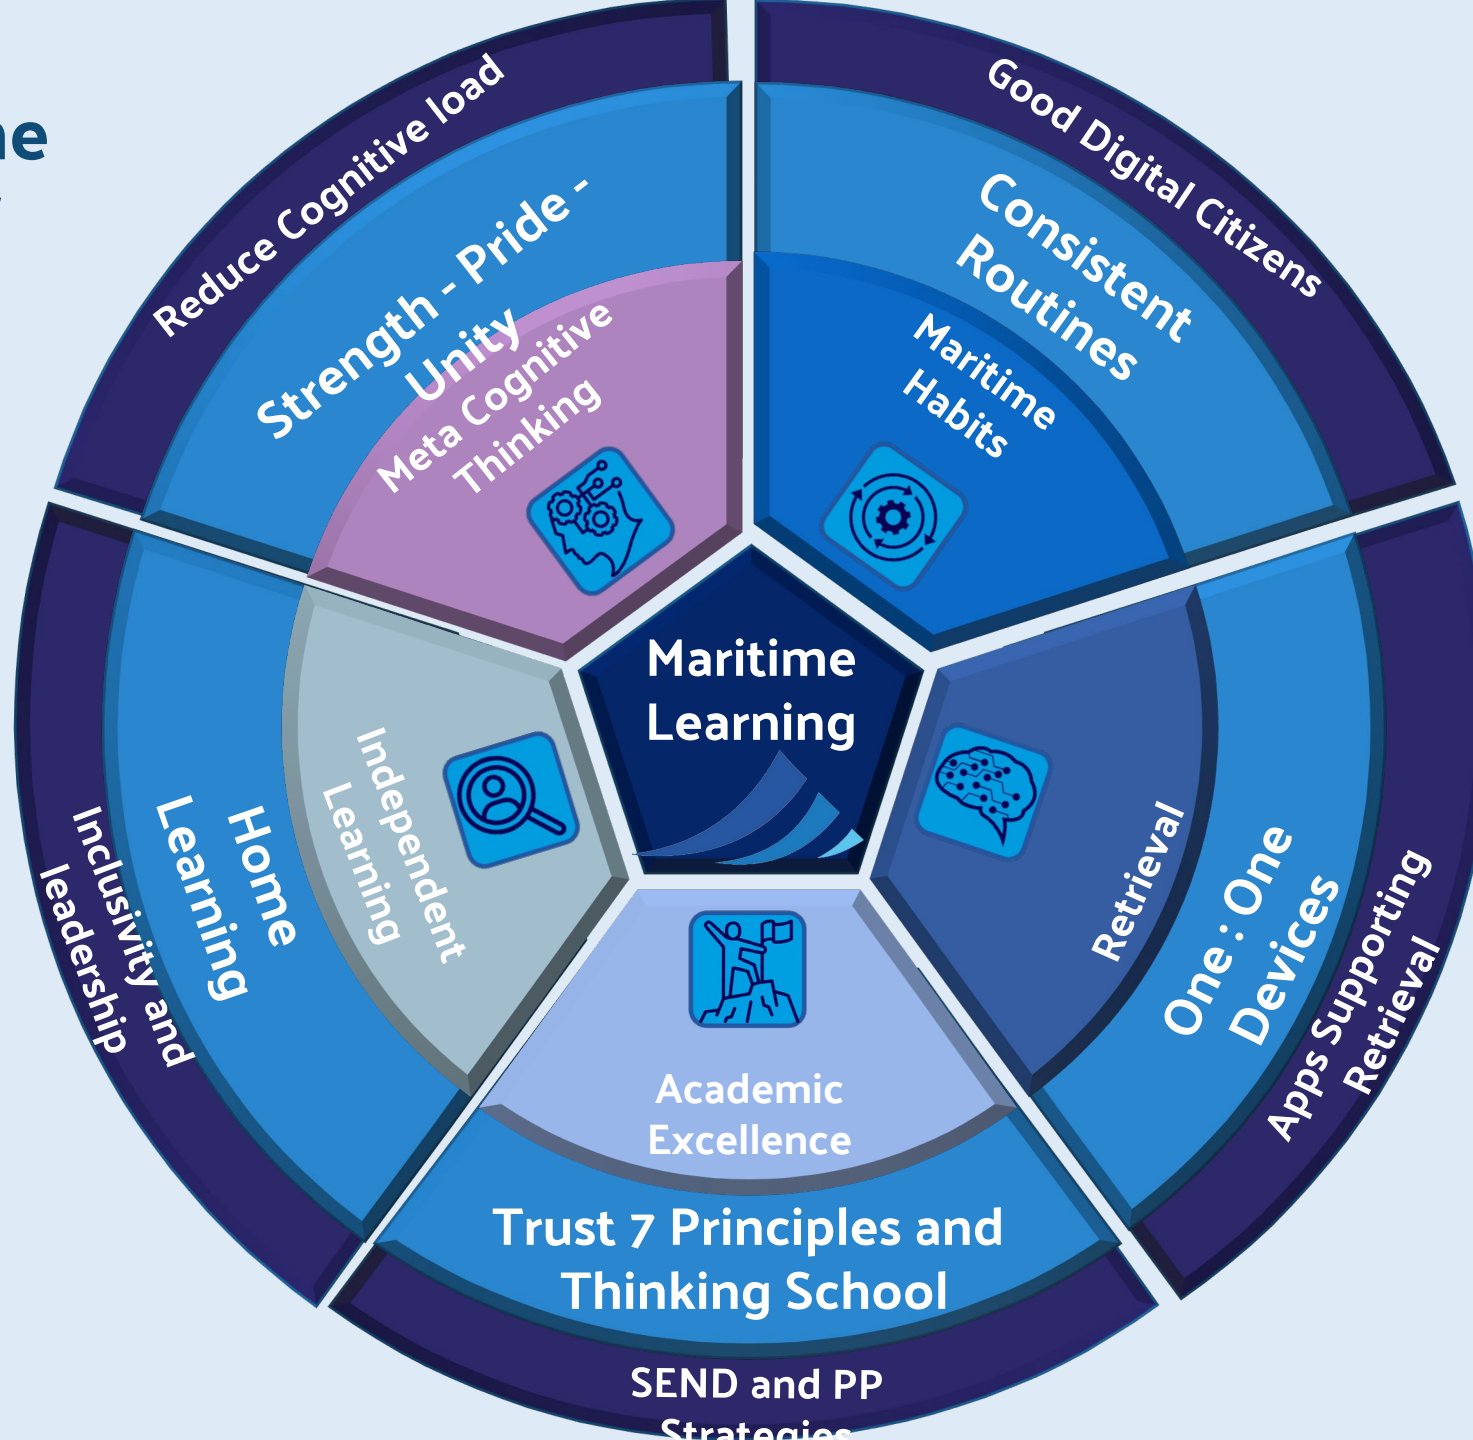 Reduce Cognitive load
Strength - Pride -
Unity
Meta Cognitive
Thinking
Good Digital Citizens
Consistent
Routines
Maritime
Habits
Maritime
Learning
Independent
Learning
Home
Learning
Inclusivity and
leadership
Retrieval
One : One
Devices
Apps Supporting
Retrieval
Academic
Excellence
Trust 7 Principles and
Thinking School
SEND and PP
Strategies